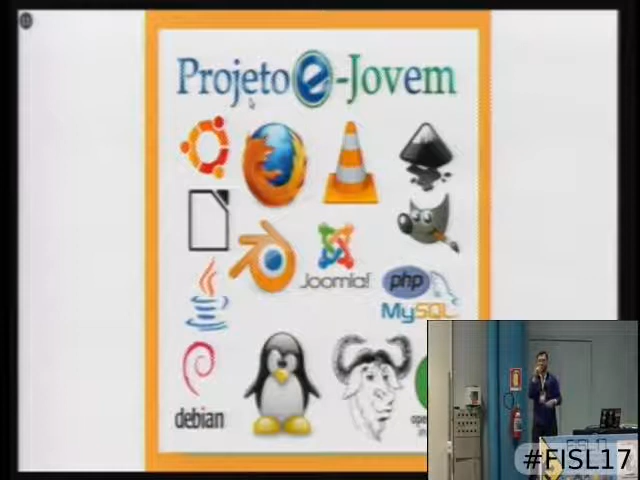 Projeto e-Jovem
Joomla!
php
MySQL
debian
#FISL17